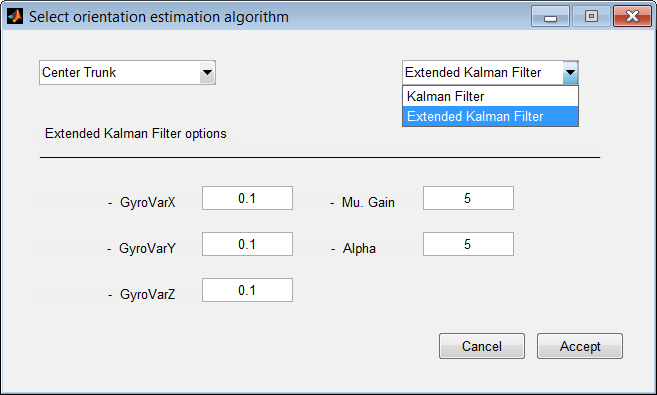 Select orientation estimation algorithm
Center Trunk
Extended Kalman Filter
Kalman Filter
Extended Kalman Filter
Extended Kalman Filter options
- GyroVarX 0.1 - Mu. Gain 5
- GyroVarY 0.1 - Alpha 5
- GyroVarZ 0.1
Cancel Accept